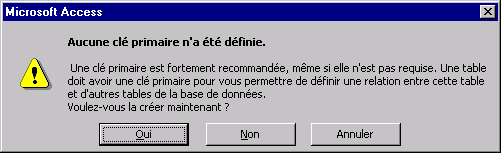 Microsoft Access
Aucune clé primaire n'a été définie.
Une clé primaire est fortement recommandée, même si elle n'est pas requise. Une table
doit avoir une clé primaire pour vous permettre de définir une relation entre cette table
et d'autres tables de la base de données.
Voulez-vous la créer maintenant ?
Oui
Non
Annuler